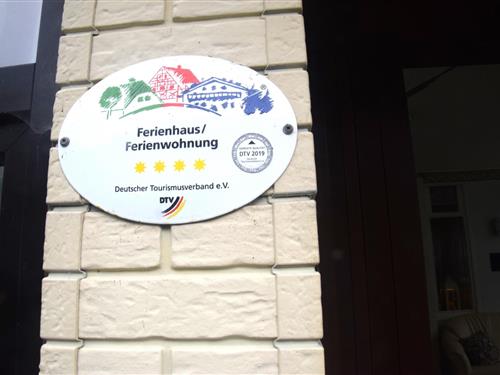 ®
Ferienhaus/
Ferienwohnung
DTV 2019
Deutscher Tourismusverband e.V.
DTV